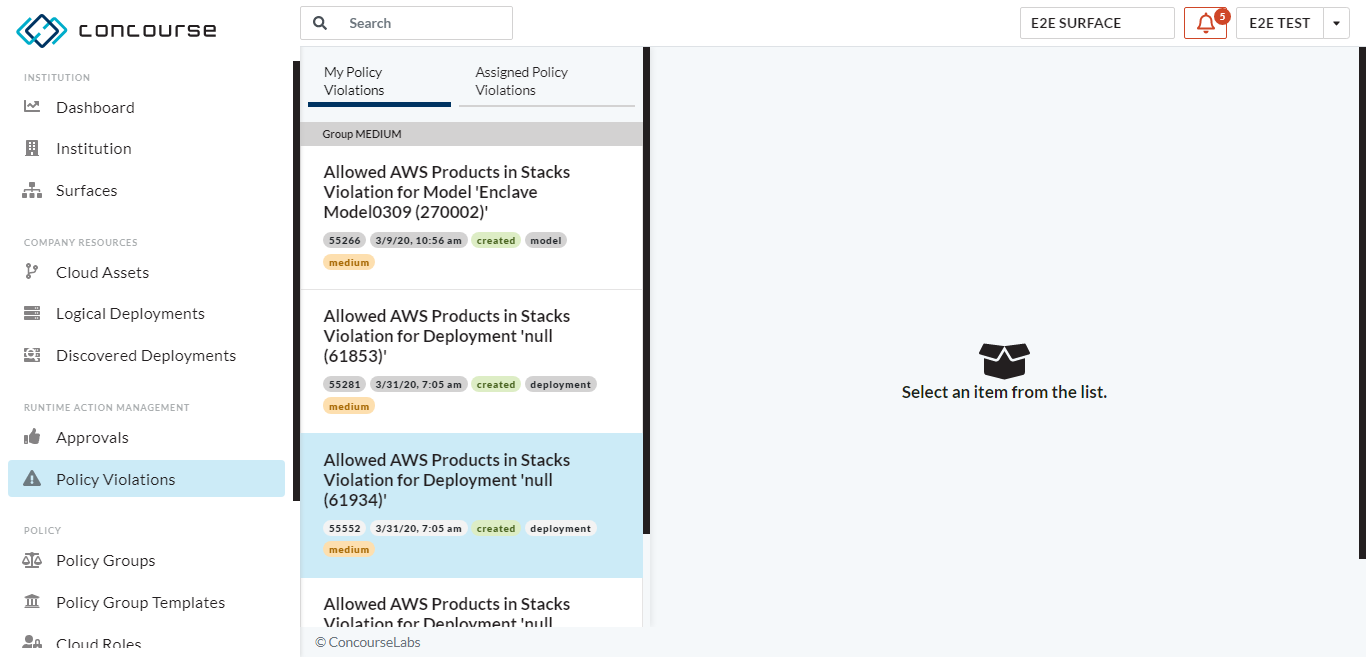 concourse
Search
E2E SURFACE
5
E2E TEST
INSTITUTION
Dashboard
Institution
Surfaces
COMPANY RESOURCES
Cloud Assets
Logical Deployments
Discovered Deployments
RUNTIME ACTION MANAGEMENT
Approvals
Policy Violations
POLICY
Policy Groups
Policy Group Templates
Cloud Roles
My Policy
Violations
Assigned Policy
Violations
Group MEDIUM
Allowed AWS Products in Stacks
Violation for Model 'Enclave
Model0309 (270002)'
55266 3/9/20, 10:56 am created model
medium
Allowed AWS Products in Stacks
Violation for Deployment 'null
(61853)'
55281 3/31/20, 7:05 am created deployment
medium
Allowed AWS Products in Stacks
Violation for Deployment 'null
(61934)'
55552 3/31/20, 7:05 am created deployment
medium
Allowed AWS Products in Stacks
Violation for Deployment 'null
© ConcourseLabs
Select an item from the list.